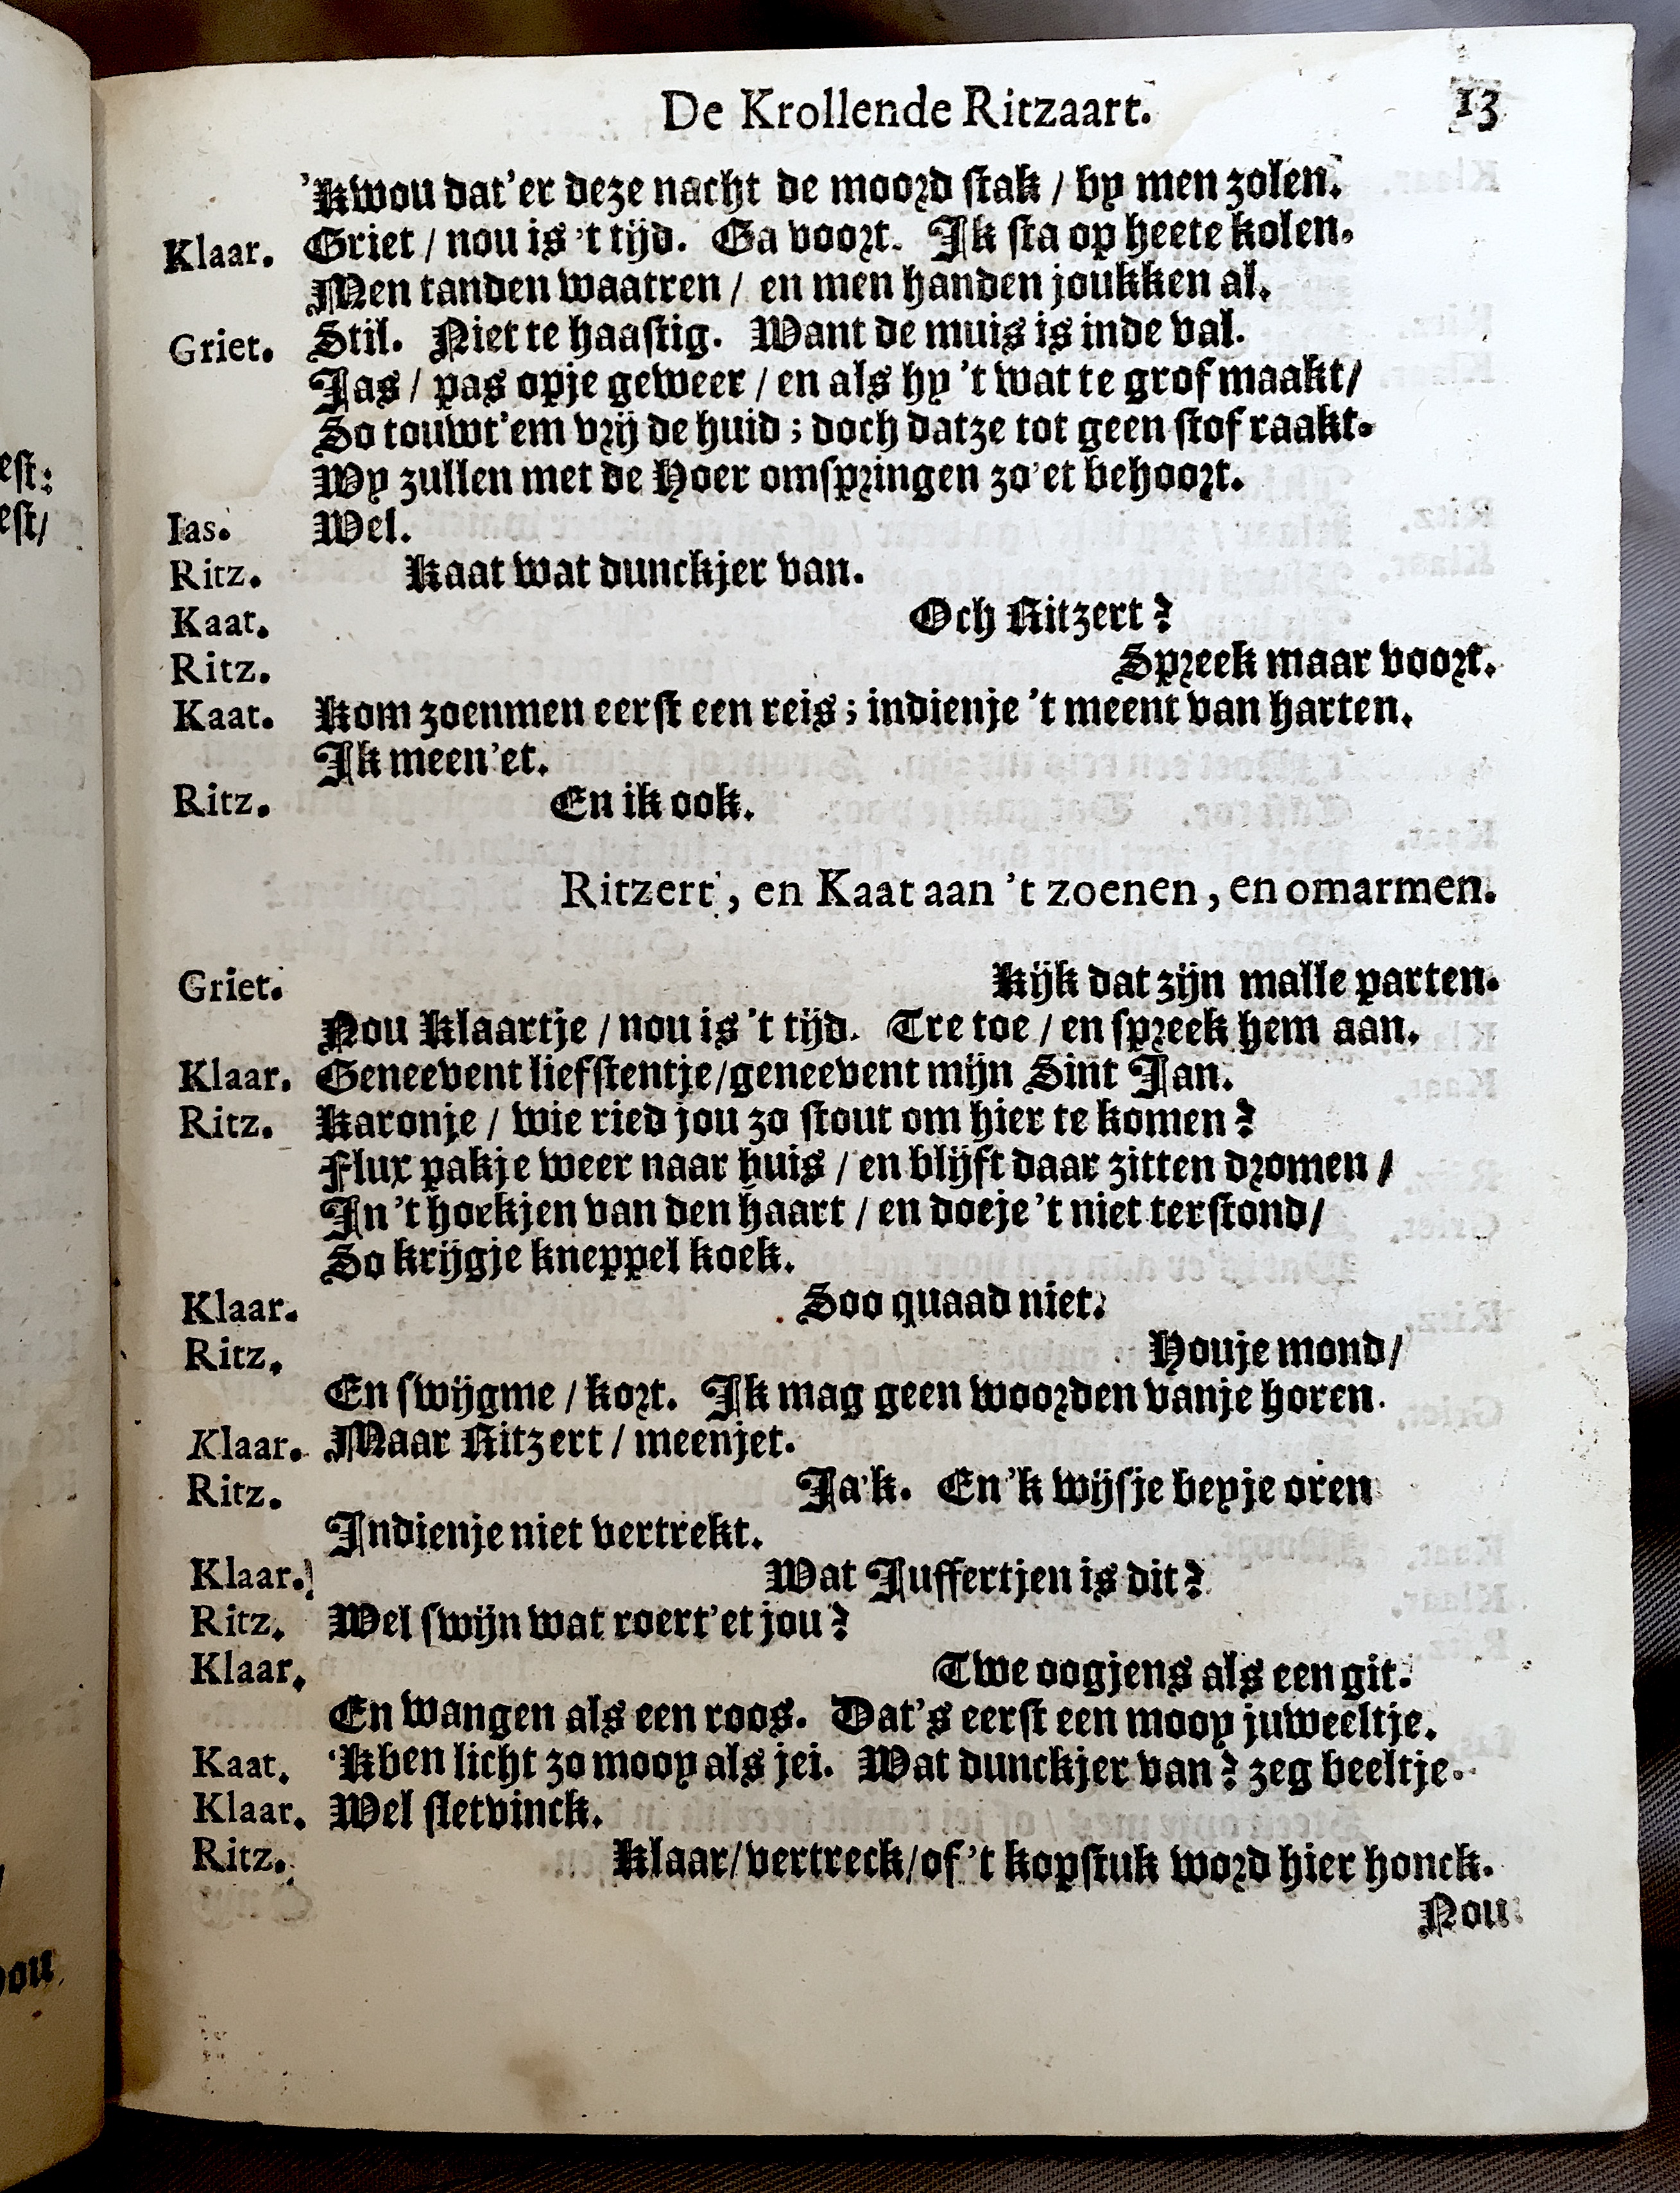 De Krollende Ritzaart. 13
'Kwou dat'er deze nacht de moord stak / by men zolen.
Klaar. Griet / nou is 't tijd. Ga voort. Ik sta op heete kolen.
Men tanden waatren / en men handen joukken al.
Griet. Stil. Niet te haastig. Want de muis is inde val.
Jas / pas opje geweer / en als hy 't wat te grof maakt /
So touwt'em vrij de huid ; doch datze tot geen stof raakt.
Wy zullen met de Hoer omspringen zo'et behoort.
Ias. Wel.
Ritz. Kaat wat dunckjer van.
Kaat. Och Ritzert ?
Ritz. Spreek maar voort.
Kaat. Kom zoenmen eerst een reis ; indienje 't meent van harten.
Ik meen'et.
Ritz. En ik ook.
Ritzert, en Kaat aan 't zoenen, en omarmen.
Griet. Kijk dat zijn malle parten.
Nou Klaartje / nou is 't tijd. Tre toe / en spreek hem aan.
Klaar. Geneevent liefstentje / geneevent mijn Sint Jan.
Ritz. Karonje / wie ried jou zo stout om hier te komen ?
Flux pakje weer naar huis / en blijft daar zitten dromen /
In 't hoekjen van den haart / en doeje 't niet terstond /
So krijgje kneppel koek.
Klaar. Soo quaad niet.
Ritz. Houje mond /
En swijgme / kort. Ik mag geen woorden vanje horen.
Klaar. Maar Ritzert / meenjet.
Ritz. Ja'k. En 'k wijsje beyje oren
Indienje niet vertrekt.
Klaar. Wat Juffertjen is dit ?
Ritz. Wel swijn wat roert'et jou ?
Klaar. Twe oogjens als een git.
En wangen als een roos. Dat's eerst een mooy juweeltje.
Kaat. 'Kben licht zo mooy als jei. Wat dunckjer van ? zeg beeltje.
Klaar. Wel sletvinck.
Ritz. Klaar / vertreck / of 't kopstuk word hier honck.
Nou
est ;
est /
ou